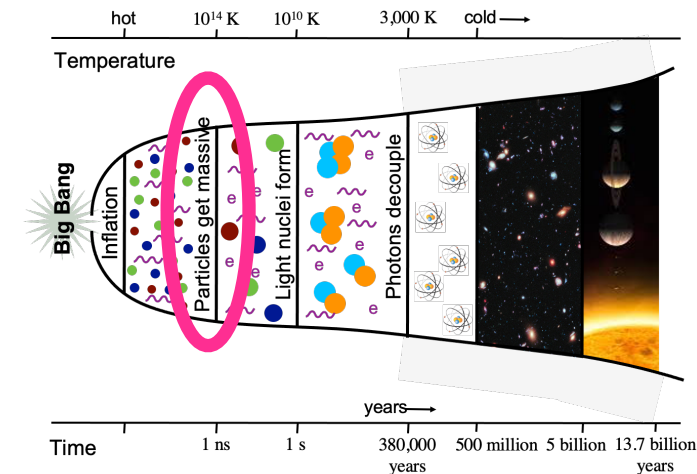 hot 10¹⁴ K 10¹⁰ K 3,000 K cold
Temperature
Big Bang
Inflation
Particles get massive
Light nuclei form
Photons decouple
e
e
e
e
e
e
e
years
Time 1 ns 1 s 380,000 years 500 million 5 billion 13.7 billion years